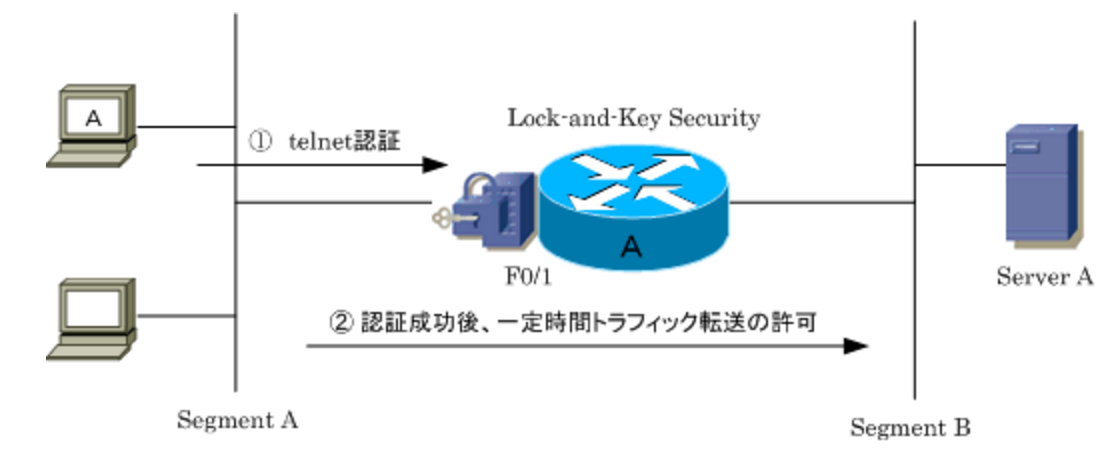 A
Lock-and-Key Security
① telnet認証
A
F0/1
Server A
② 認証成功後、一定時間トラフィック転送の許可
Segment A
Segment B